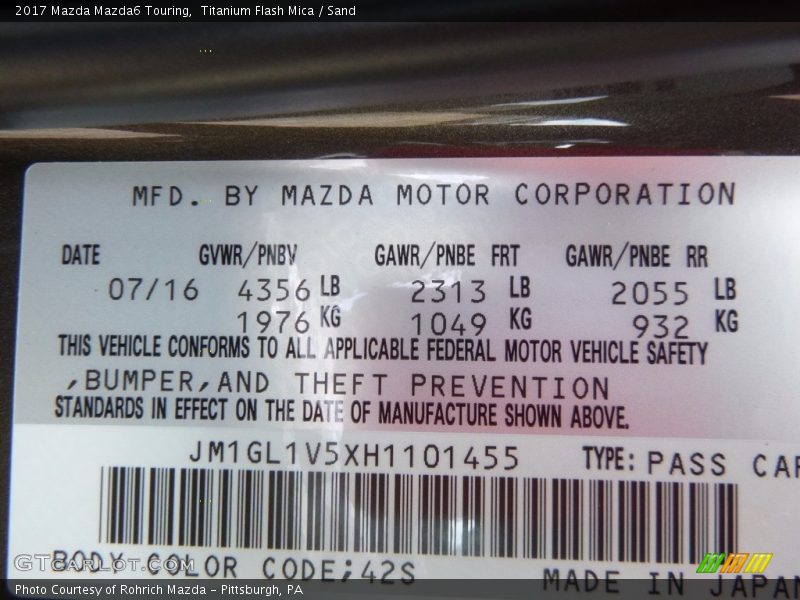 2017 Mazda Mazda6 Touring,  Titanium Flash Mica / Sand
MFD. BY MAZDA MOTOR CORPORATION
DATE GVWR/PNBV GAWR/PNBE FRT GAWR/PNBE RR
07/16 4356 LB 2313 LB 2055 LB
1976 KG 1049 KG 932 KG
THIS VEHICLE CONFORMS TO ALL APPLICABLE FEDERAL MOTOR VEHICLE SAFETY
,BUMPER,AND THEFT PREVENTION
STANDARDS IN EFFECT ON THE DATE OF MANUFACTURE SHOWN ABOVE.
JM1GL1V5XH1101455 TYPE: PASS CAR
BODY COLOR CODE;42S
GTCARLOT.COM
MADE IN JAPAN
Photo Courtesy of Rohrich Mazda – Pittsburgh, PA